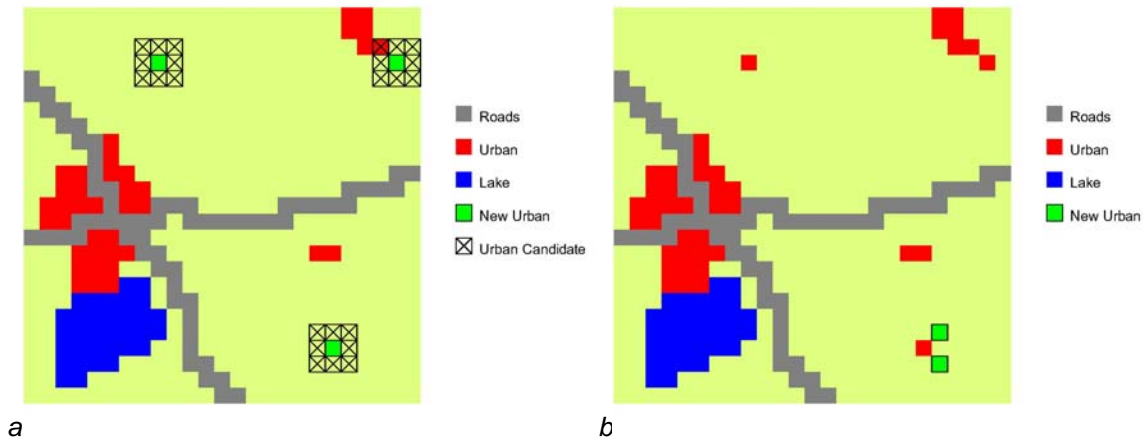 Roads
Urban
Lake
New Urban
Urban Candidate
a
Roads
Urban
Lake
New Urban
b